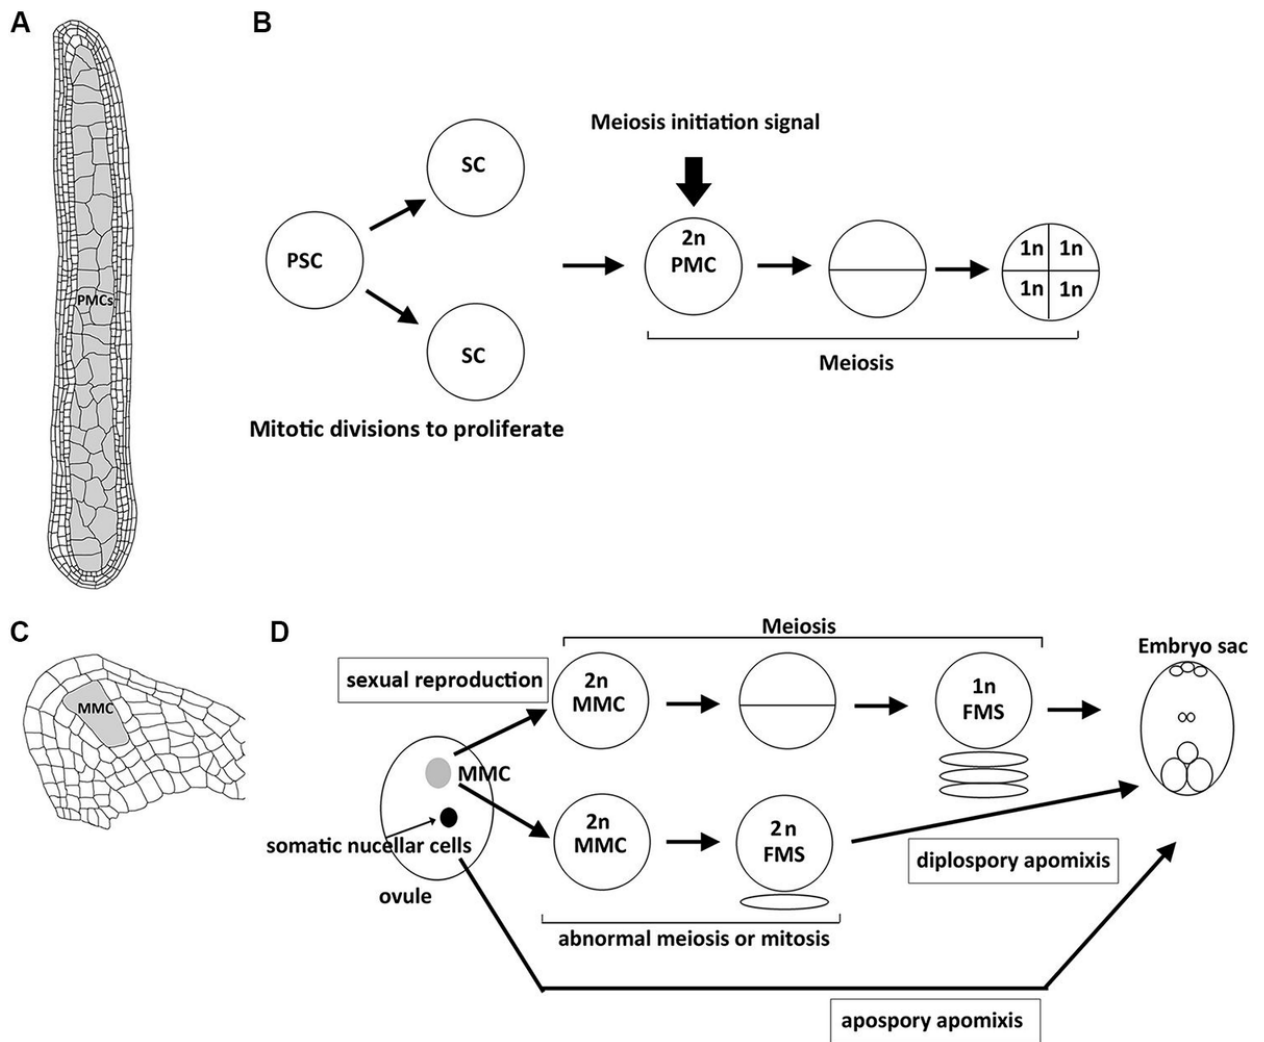 A
B
PMCs
Meiosis initiation signal
SC
PSC
SC
2n
PMC
1n 1n
1n 1n
Meiosis
Mitotic divisions to proliferate
C
MMC
D
Meiosis
sexual reproduction
2n
MMC
1n
FMS
Embryo sac
MMC
somatic nucellar cells
ovule
2n
MMC
2n
FMS
diplospory apomixis
abnormal meiosis or mitosis
apospory apomixis